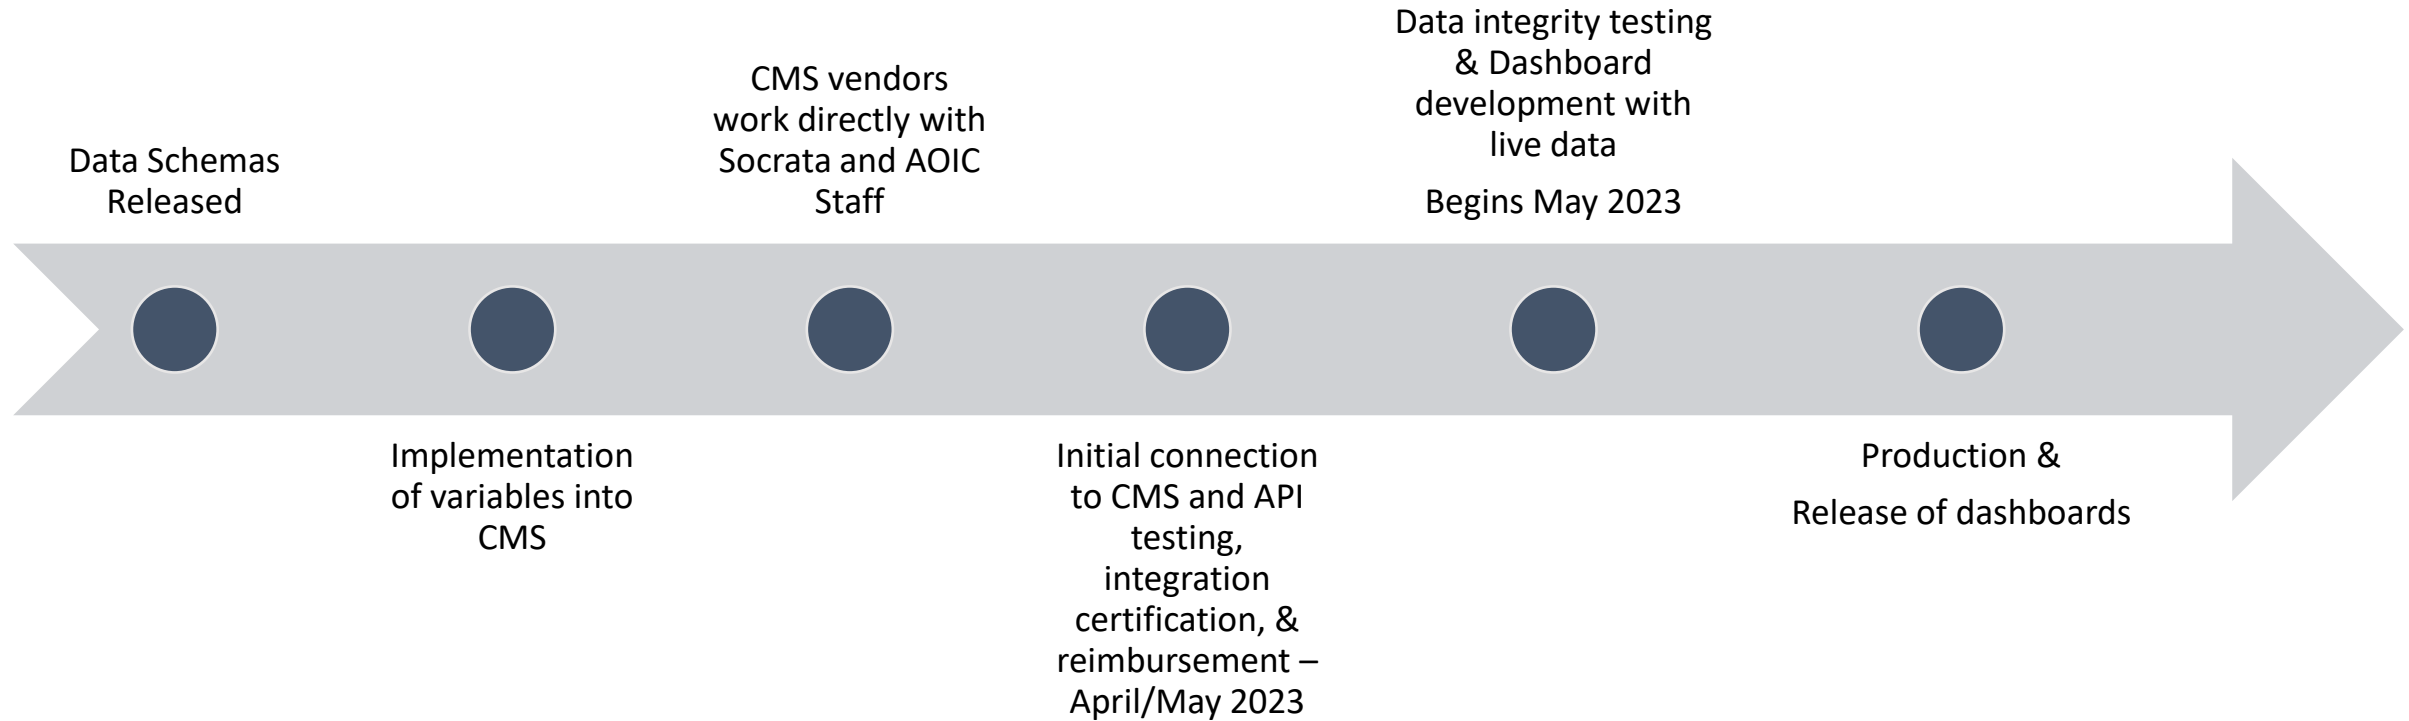 Data Schemas
Released
Implementation
of variables into
CMS
CMS vendors
work directly with
Socrata and AOIC
Staff
Initial connection
to CMS and API
testing,
integration
certification, &
reimbursement –
April/May 2023
Data integrity testing
& Dashboard
development with
live data
Begins May 2023
Production &
Release of dashboards